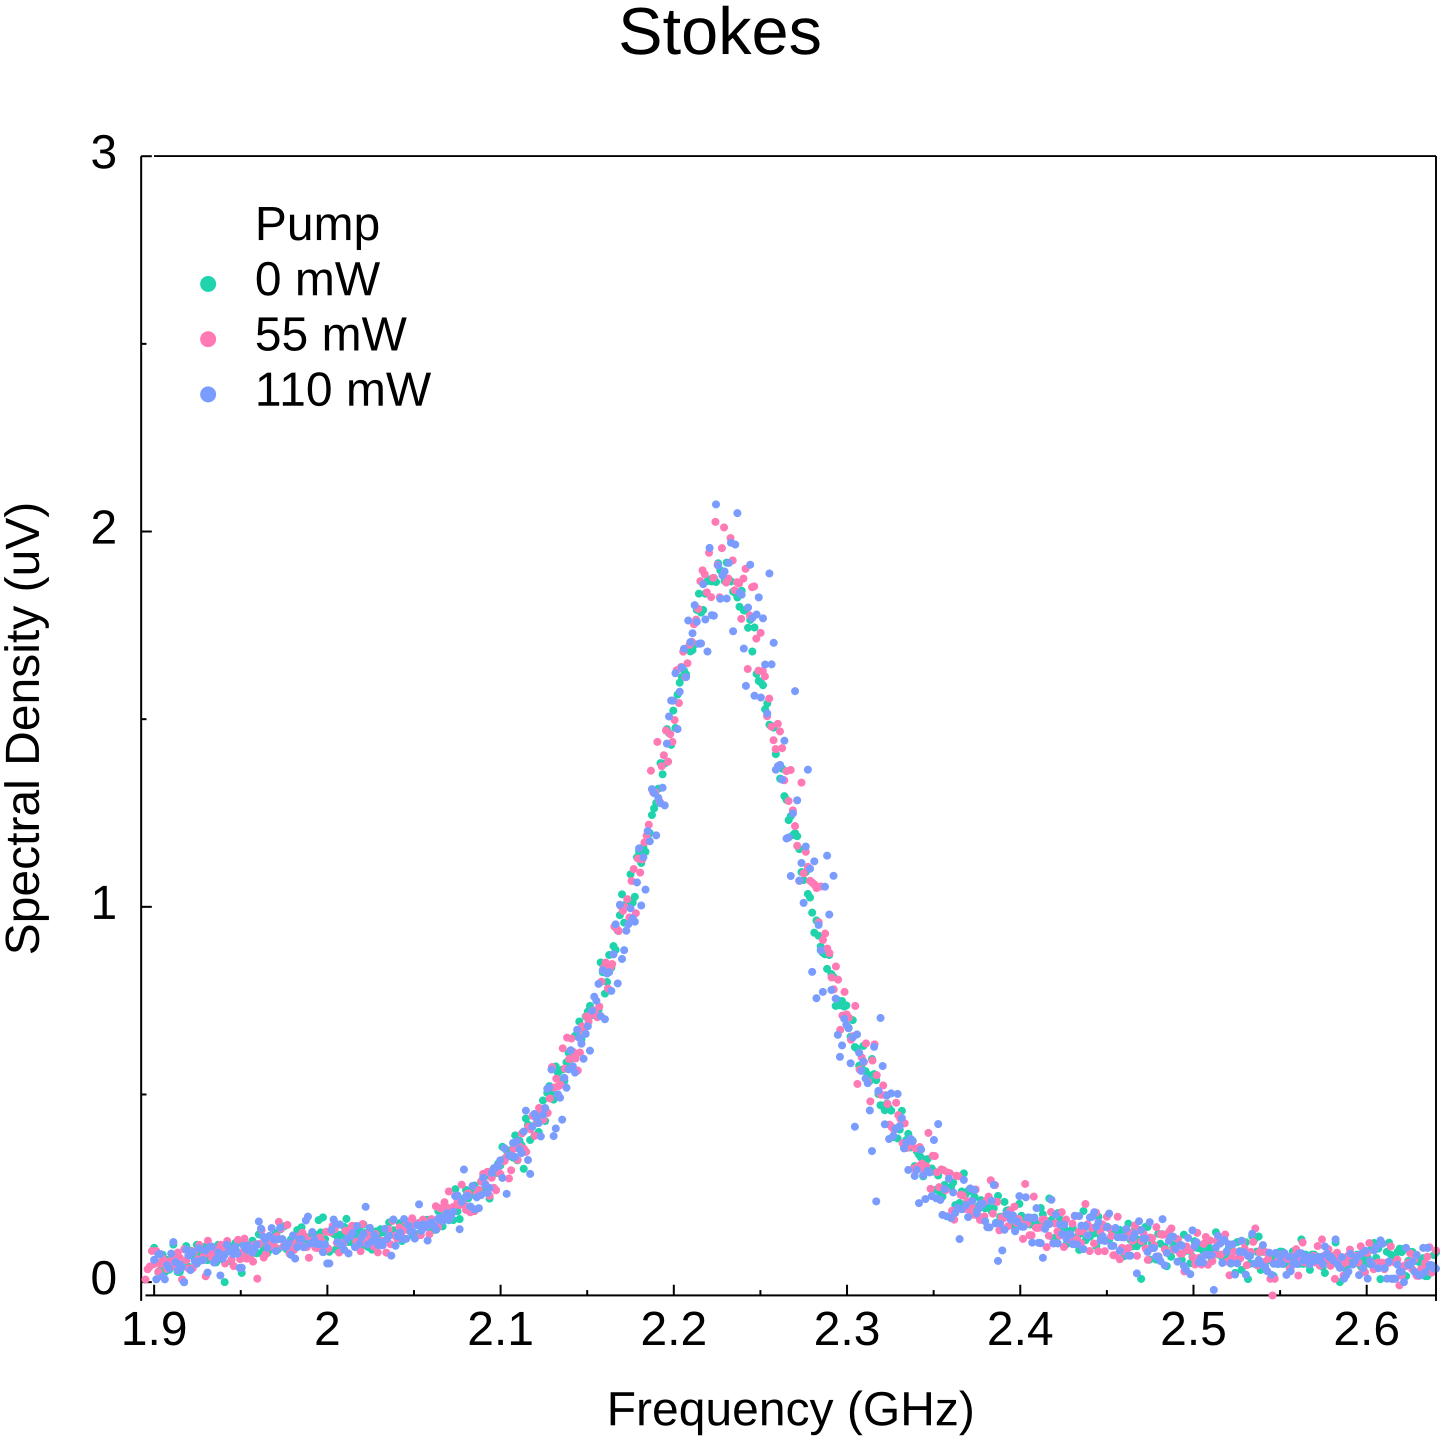 Stokes
3
2
1
0
Spectral Density (uV)
Pump
0 mW
55 mW
110 mW
1.9 2 2.1 2.2 2.3 2.4 2.5 2.6
Frequency (GHz)